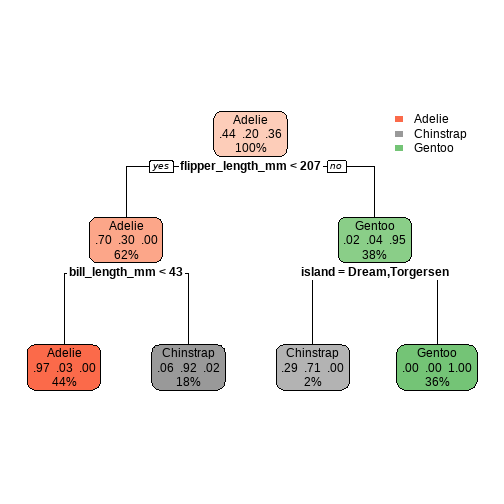 Adelie
.44 .20 .36
100%
Adelie
Chinstrap
Gentoo
yes
flipper_length_mm < 207
no
Adelie
.70 .30 .00
62%
Gentoo
.02 .04 .95
38%
bill_length_mm < 43
island = Dream,Torgersen
Adelie
.97 .03 .00
44%
Chinstrap
.06 .92 .02
18%
Chinstrap
.29 .71 .00
2%
Gentoo
.00 .00 1.00
36%